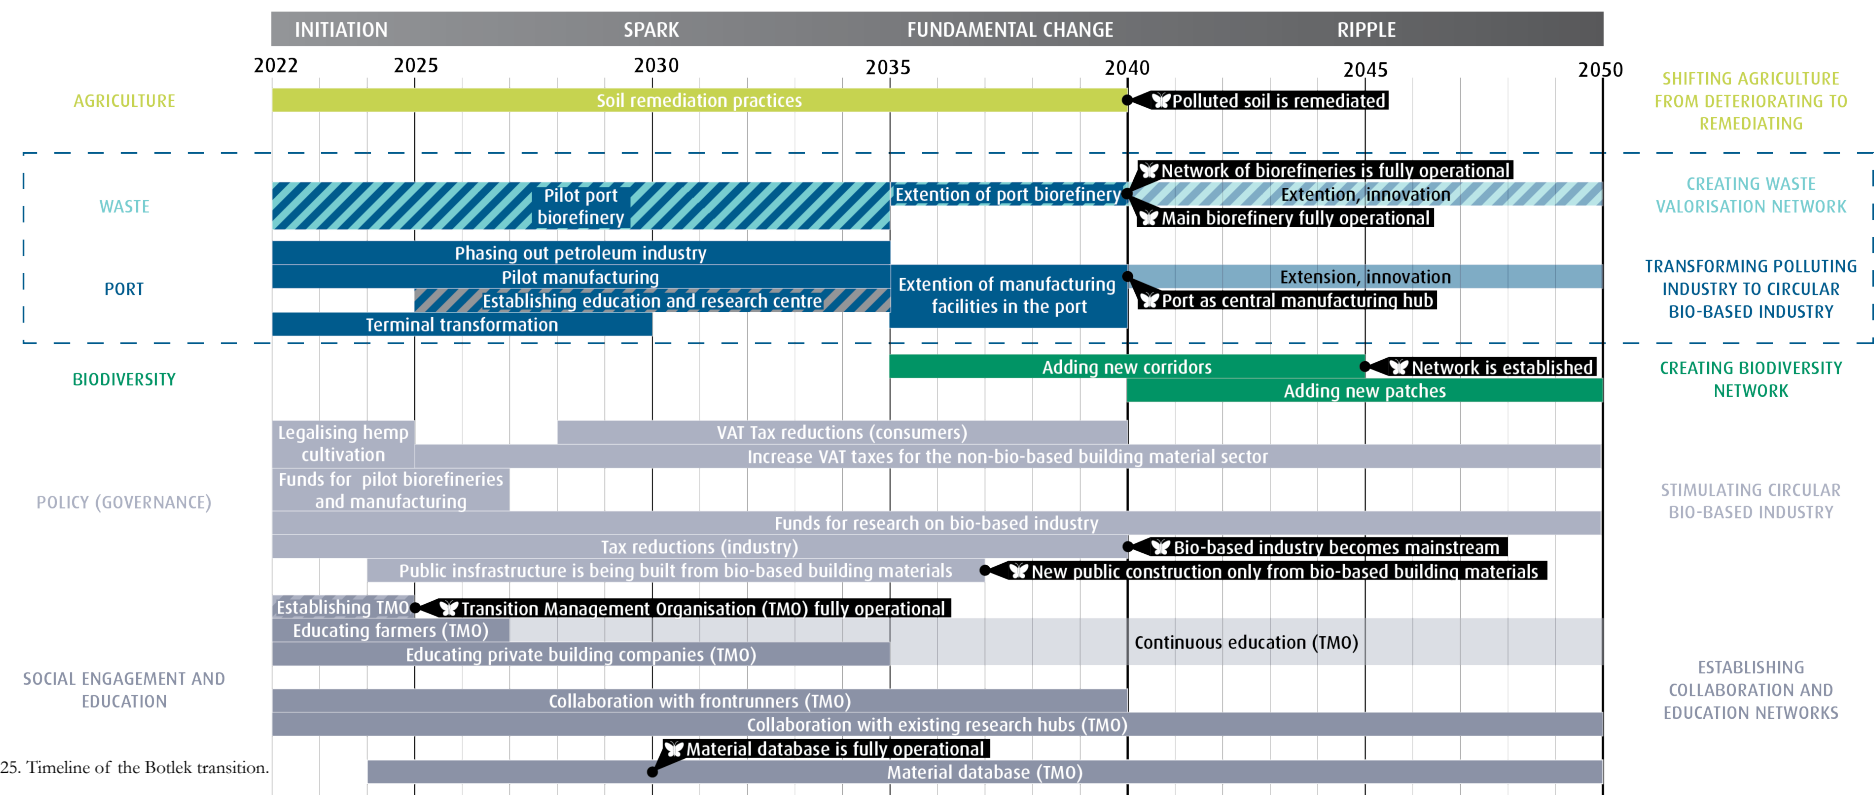 INITIATION SPARK FUNDAMENTAL CHANGE RIPPLE
2022 2025 2030 2035 2040 2045 2050
AGRICULTURE
Soil remediation practices
Polluted soil is remediated
SHIFTING AGRICULTURE
FROM DETERIORATING TO
REMEDIATING
WASTE
Pilot port
biorefinery
Extention of port biorefinery
Network of biorefineries is fully operational
Extention, innovation
Main biorefinery fully operational
CREATING WASTE
VALORISATION NETWORK
PORT
Phasing out petroleum industry
Pilot manufacturing
Establishing education and research centre
Terminal transformation
Extention of manufacturing
facilities in the port
Extension, innovation
Port as central manufacturing hub
TRANSFORMING POLLUTING
INDUSTRY TO CIRCULAR
BIO-BASED INDUSTRY
BIODIVERSITY
Adding new corridors
Network is established
Adding new patches
CREATING BIODIVERSITY
NETWORK
POLICY (GOVERNANCE)
Legalising hemp
cultivation
VAT Tax reductions (consumers)
Increase VAT taxes for the non-bio-based building material sector
Funds for pilot biorefineries
and manufacturing
Funds for research on bio-based industry
Tax reductions (industry)
Bio-based industry becomes mainstream
Public insfrastructure is being built from bio-based building materials
New public construction only from bio-based building materials
STIMULATING CIRCULAR
BIO-BASED INDUSTRY
SOCIAL ENGAGEMENT AND
EDUCATION
Establishing TMO
Transition Management Organisation (TMO) fully operational
Educating farmers (TMO)
Educating private building companies (TMO)
Continuous education (TMO)
Collaboration with frontrunners (TMO)
Collaboration with existing research hubs (TMO)
Material database is fully operational
Material database (TMO)
ESTABLISHING
COLLABORATION AND
EDUCATION NETWORKS
25. Timeline of the Botlek transition.